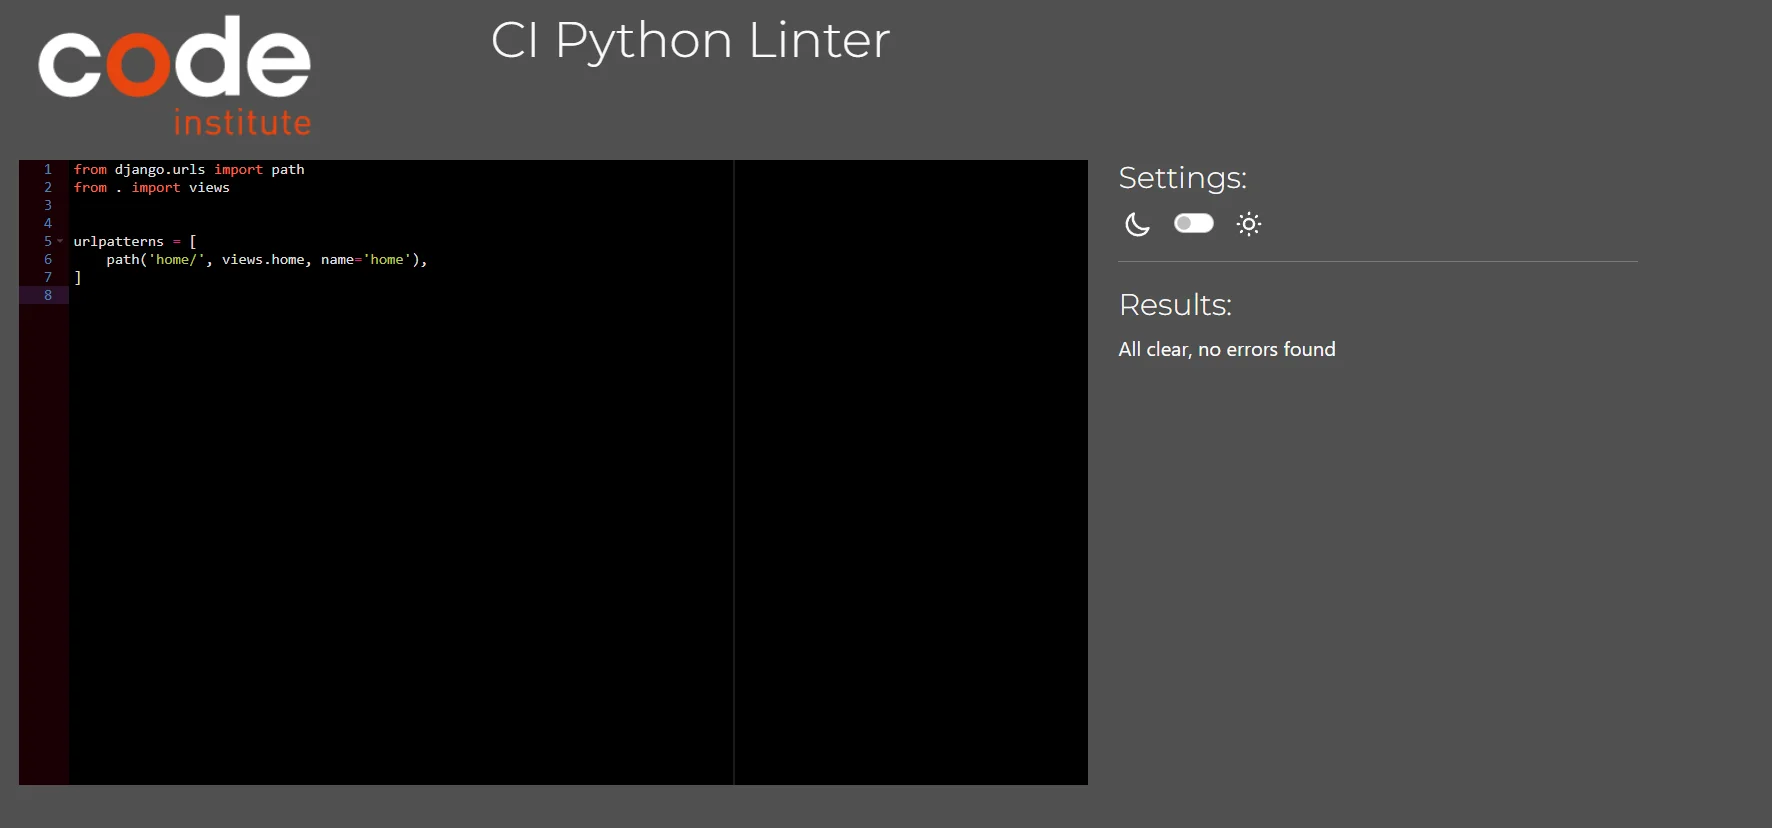 code
institute
CI Python Linter
1 from django.urls import path
2 from . import views
3
4
5 urlpatterns = [
6     path('home/', views.home, name='home'),
7 ]
8
Settings:
Results:
All clear, no errors found